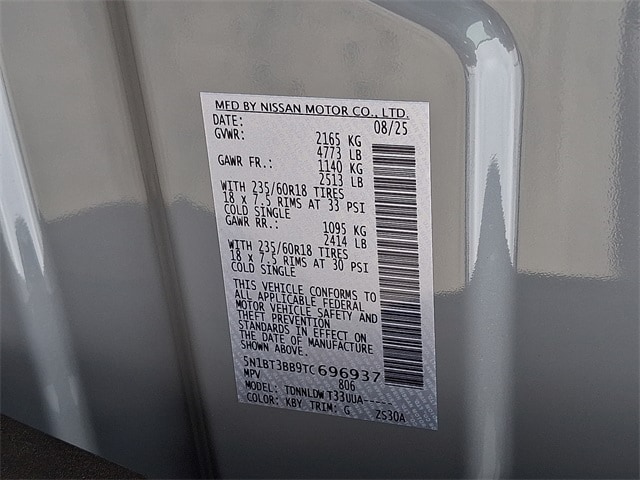 MFD BY NISSAN MOTOR CO., LTD.
DATE: 08/25
GVWR: 2165 KG
4773 LB
GAWR FR.: 1140 KG
2513 LB
WITH 235/60R18 TIRES
18 x 7.5 RIMS AT 33 PSI
COLD SINGLE
GAWR RR.: 1095 KG
2414 LB
WITH 235/60R18 TIRES
18 x 7.5 RIMS AT 30 PSI
COLD SINGLE
THIS VEHICLE CONFORMS TO
ALL APPLICABLE FEDERAL
MOTOR VEHICLE SAFETY AND
THEFT PREVENTION
STANDARDS IN EFFECT ON
THE DATE OF MANUFACTURE
SHOWN ABOVE.
5N1BT3BB9TC696937
MPV 806
MODEL: TDNNLDW T33UUA-----
COLOR: KBY TRIM: G 2S30A